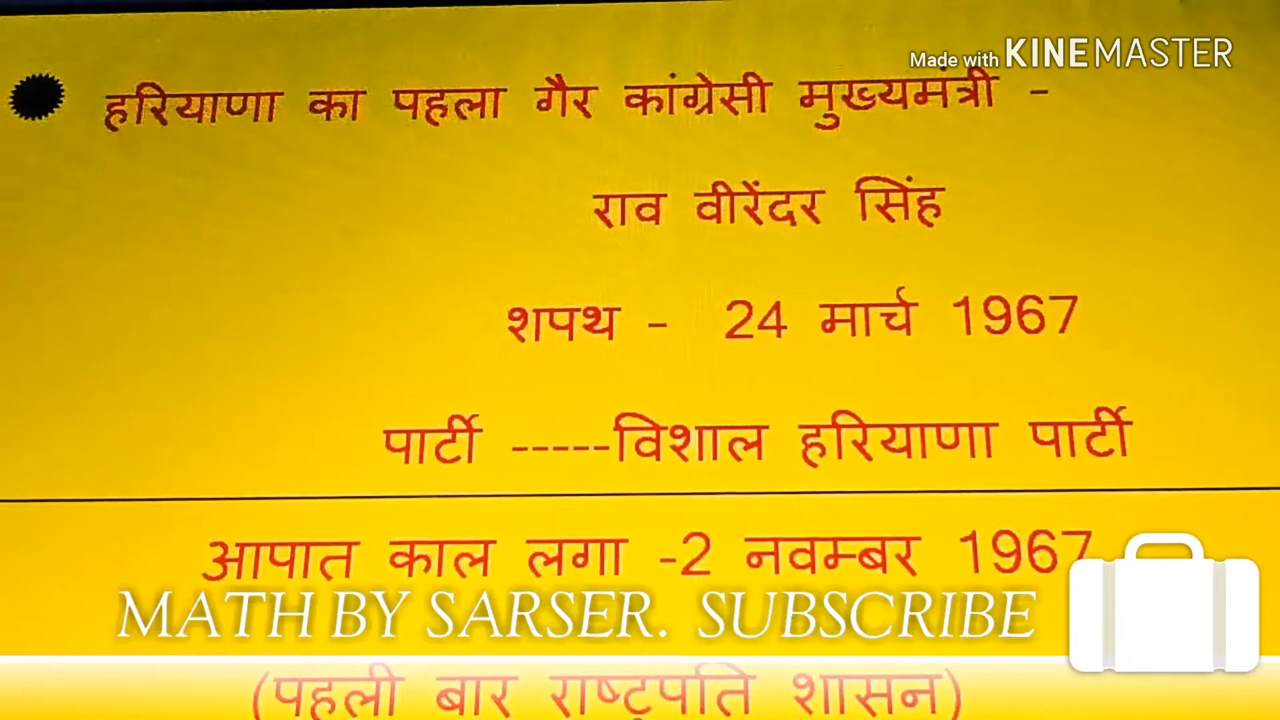 Made with KINEMASTER
हरियाणा का पहला गैर कांग्रेसी मुख्यमंत्री -
राव वीरेंदर सिंह
शपथ - 24 मार्च 1967
पार्टी -----विशाल हरियाणा पार्टी
आपात काल लगा -2 नवम्बर 1967
MATH BY SARSER. SUBSCRIBE
(पहली बार राष्ट्रपति शासन)